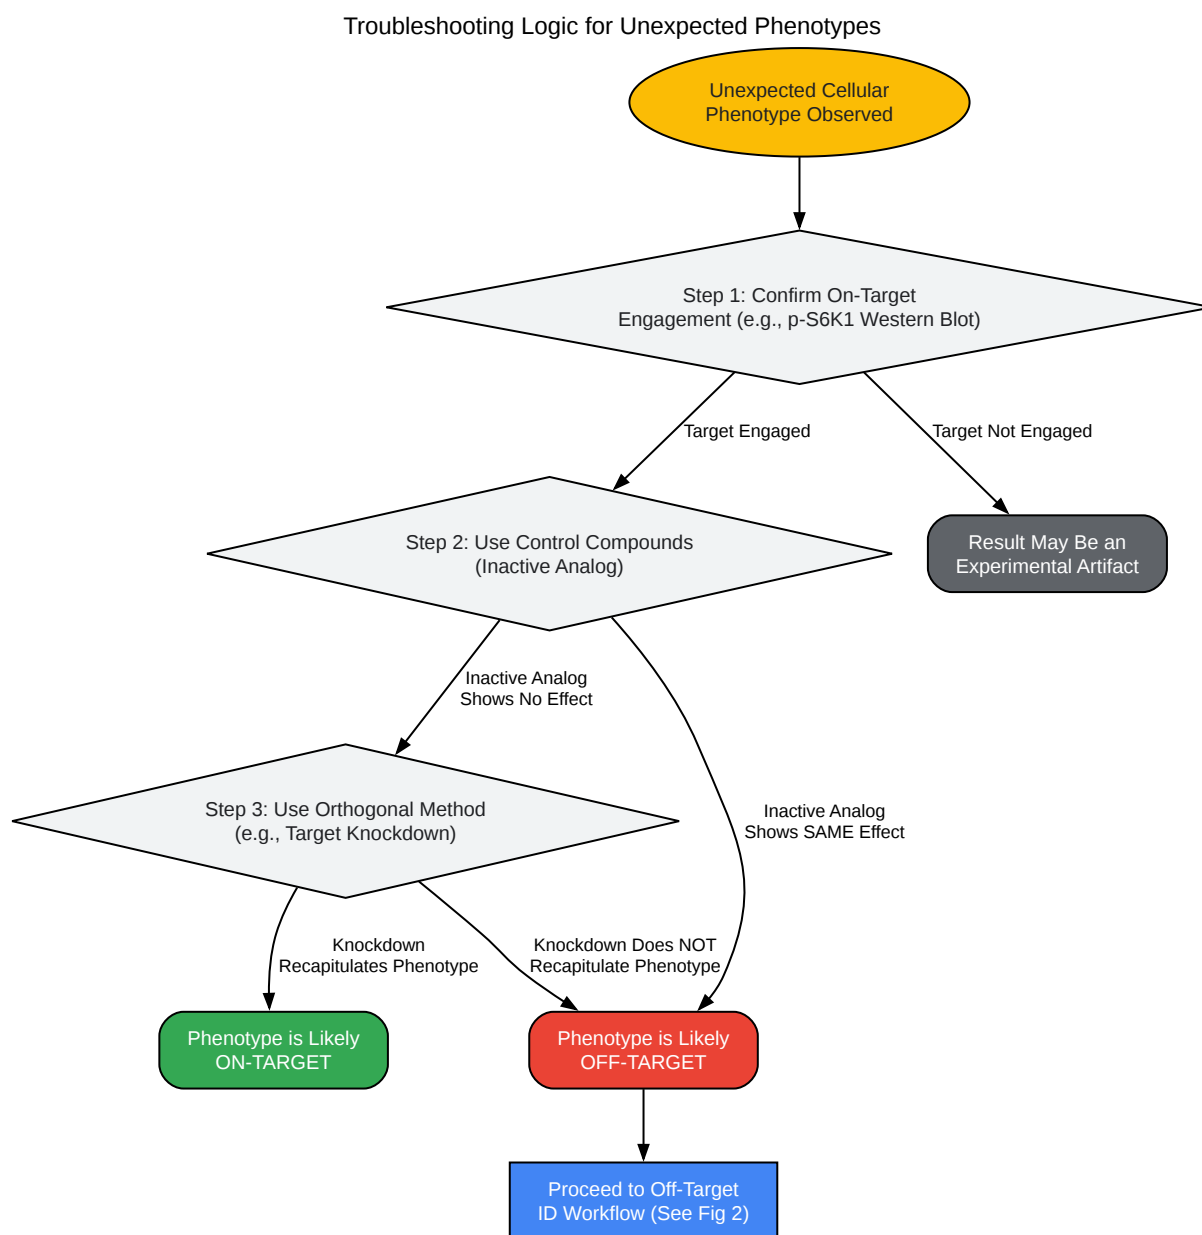 Troubleshooting Logic for Unexpected Phenotypes
Unexpected Cellular
Phenotype Observed
Step 1: Confirm On-Target
Engagement (e.g., p-S6K1 Western Blot)
Target Engaged
Target Not Engaged
Step 2: Use Control Compounds
(Inactive Analog)
Result May Be an
Experimental Artifact
Inactive Analog
Shows No Effect
Step 3: Use Orthogonal Method
(e.g., Target Knockdown)
Inactive Analog
Shows SAME Effect
Knockdown
Recapitulates Phenotype
Knockdown Does NOT
Recapitulate Phenotype
Phenotype is Likely
ON-TARGET
Phenotype is Likely
OFF-TARGET
Proceed to Off-Target
ID Workflow (See Fig 2)